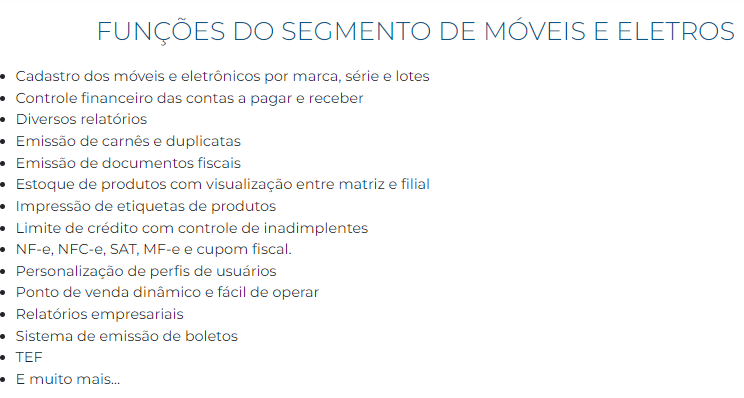 FUNÇÕES DO SEGMENTO DE MÓVEIS E ELETROS
• Cadastro dos móveis e eletrônicos por marca, série e lotes
• Controle financeiro das contas a pagar e receber
• Diversos relatórios
• Emissão de carnês e duplicatas
• Emissão de documentos fiscais
• Estoque de produtos com visualização entre matriz e filial
• Impressão de etiquetas de produtos
• Limite de crédito com controle de inadimplentes
• NF-e, NFC-e, SAT, MF-e e cupom fiscal.
• Personalização de perfis de usuários
• Ponto de venda dinâmico e fácil de operar
• Relatórios empresariais
• Sistema de emissão de boletos
• TEF
• E muito mais...